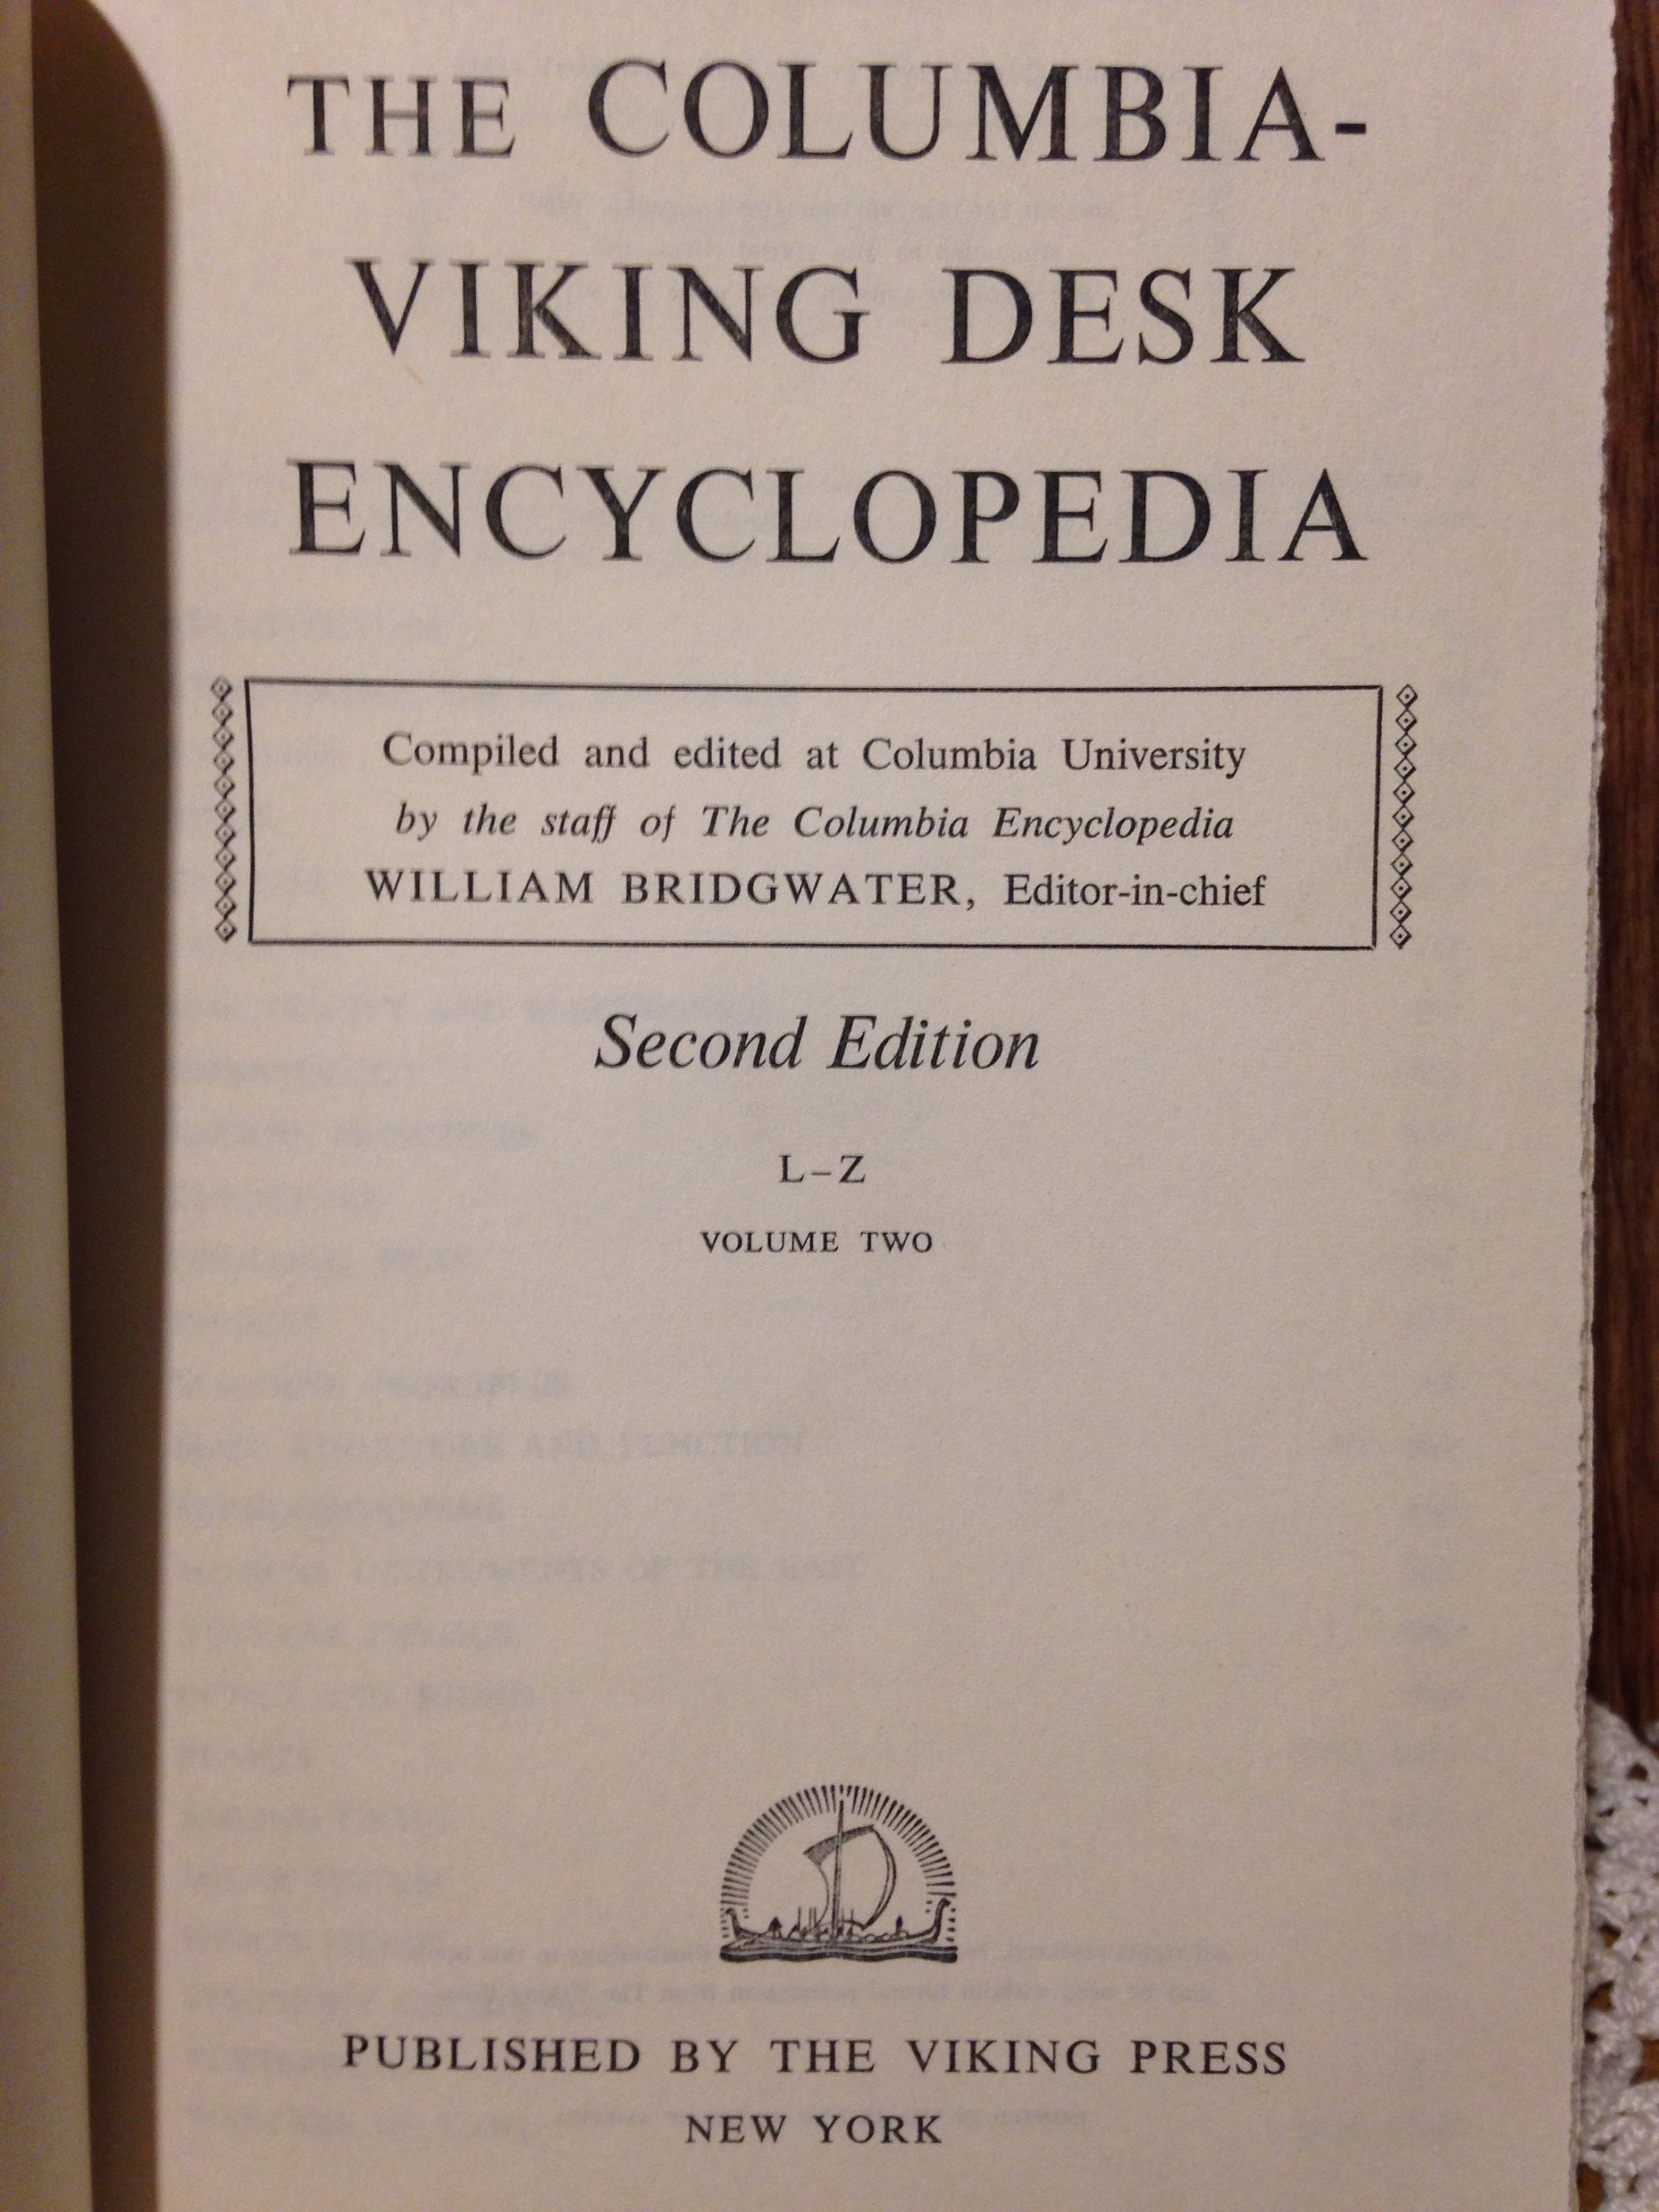 THE COLUMBIA-
VIKING DESK
ENCYCLOPEDIA
Compiled and edited at Columbia University
by the staff of The Columbia Encyclopedia
WILLIAM BRIDGWATER, Editor-in-chief
Second Edition
L–Z
VOLUME TWO
PUBLISHED BY THE VIKING PRESS
NEW YORK